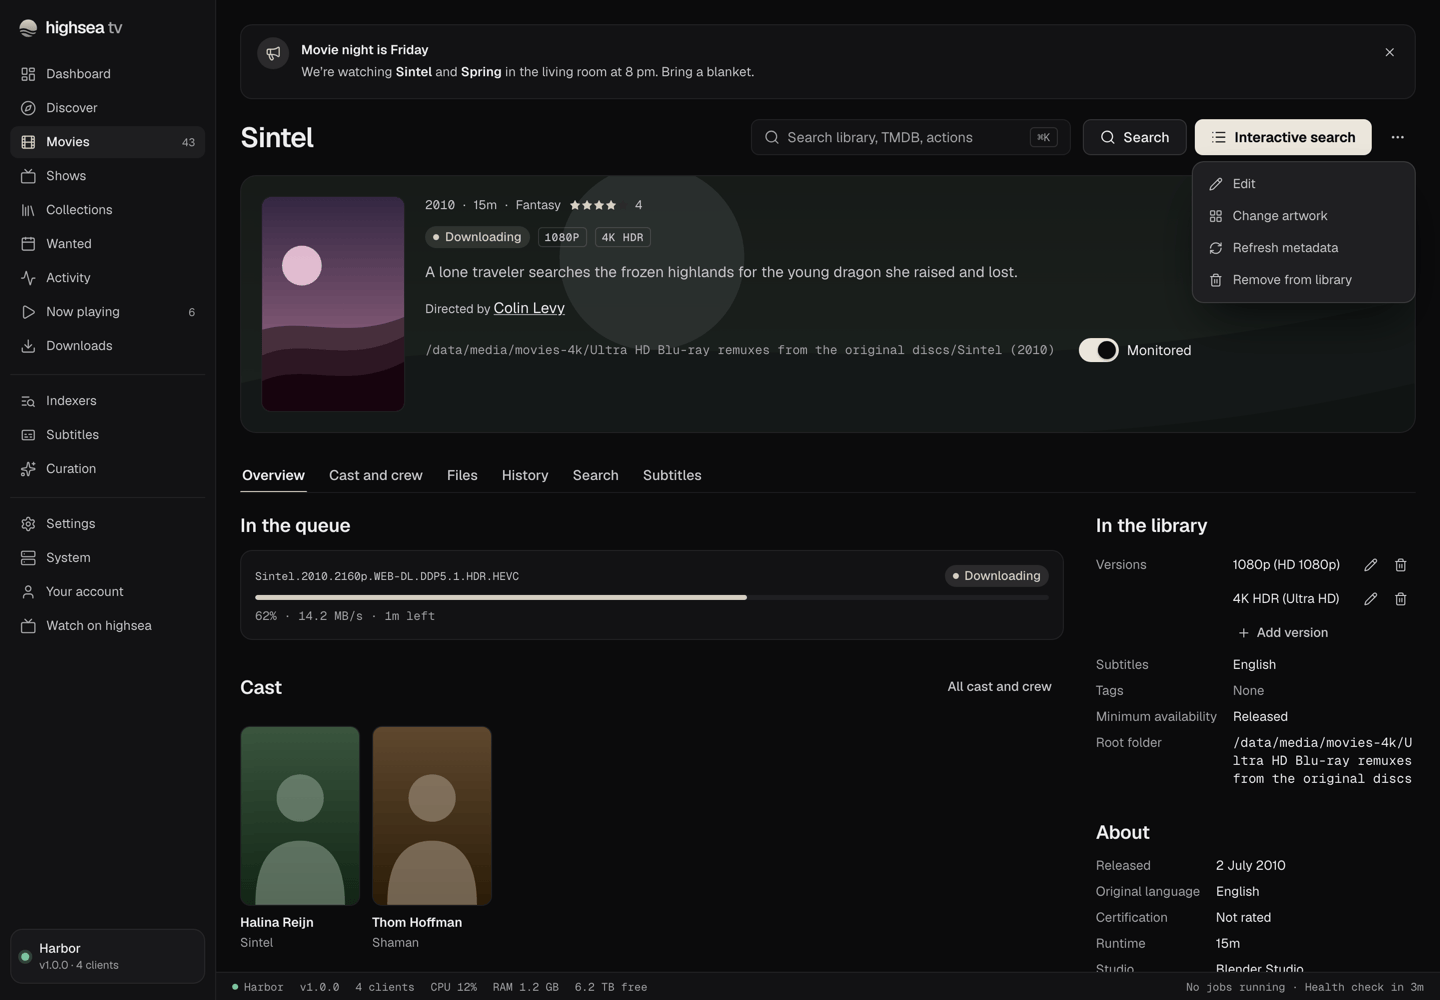 highsea tv
Dashboard
Discover
Movies 43
Shows
Collections
Wanted
Activity
Now playing 6
Downloads
Indexers
Subtitles
Curation
Settings
System
Your account
Watch on highsea
Harbor
v1.0.0 · 4 clients
Movie night is Friday
We're watching Sintel and Spring in the living room at 8 pm. Bring a blanket.
Sintel
Search library, TMDB, actions ⌘K
Search
Interactive search
Edit
Change artwork
Refresh metadata
Remove from library
2010 · 15m · Fantasy ★★★★ 4
Downloading 1080P 4K HDR
A lone traveler searches the frozen highlands for the young dragon she raised and lost.
Directed by Colin Levy
/data/media/movies-4k/Ultra HD Blu-ray remuxes from the original discs/Sintel (2010)
Monitored
Overview Cast and crew Files History Search Subtitles
In the queue
Sintel.2010.2160p.WEB-DL.DDP5.1.HDR.HEVC Downloading
62% · 14.2 MB/s · 1m left
Cast
All cast and crew
Halina Reijn
Sintel
Thom Hoffman
Shaman
In the library
Versions 1080p (HD 1080p)
4K HDR (Ultra HD)
Add version
Subtitles English
Tags None
Minimum availability Released
Root folder /data/media/movies-4k/U
ltra HD Blu-ray remuxes
from the original discs
About
Released 2 July 2010
Original language English
Certification Not rated
Runtime 15m
Studio Blender Studio
Harbor v1.0.0 4 clients CPU 12% RAM 1.2 GB 6.2 TB free
No jobs running · Health check in 3m